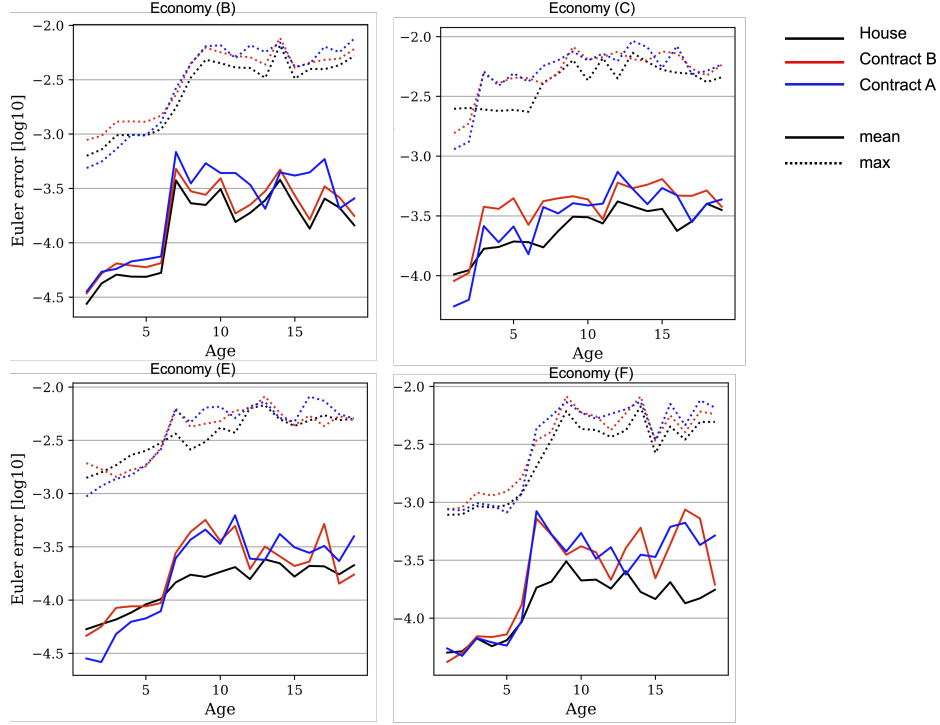 Economy (B)
Economy (C)
House
Contract B
Contract A
mean
max
Euler error [log10]
−2.0
−2.5
−3.0
−3.5
−4.0
−4.5
5
10
15
Age
−2.0
−2.5
−3.0
−3.5
−4.0
5
10
15
Age
Economy (E)
Economy (F)
Euler error [log10]
−2.0
−2.5
−3.0
−3.5
−4.0
−4.5
5
10
15
Age
−2.0
−2.5
−3.0
−3.5
−4.0
5
10
15
Age